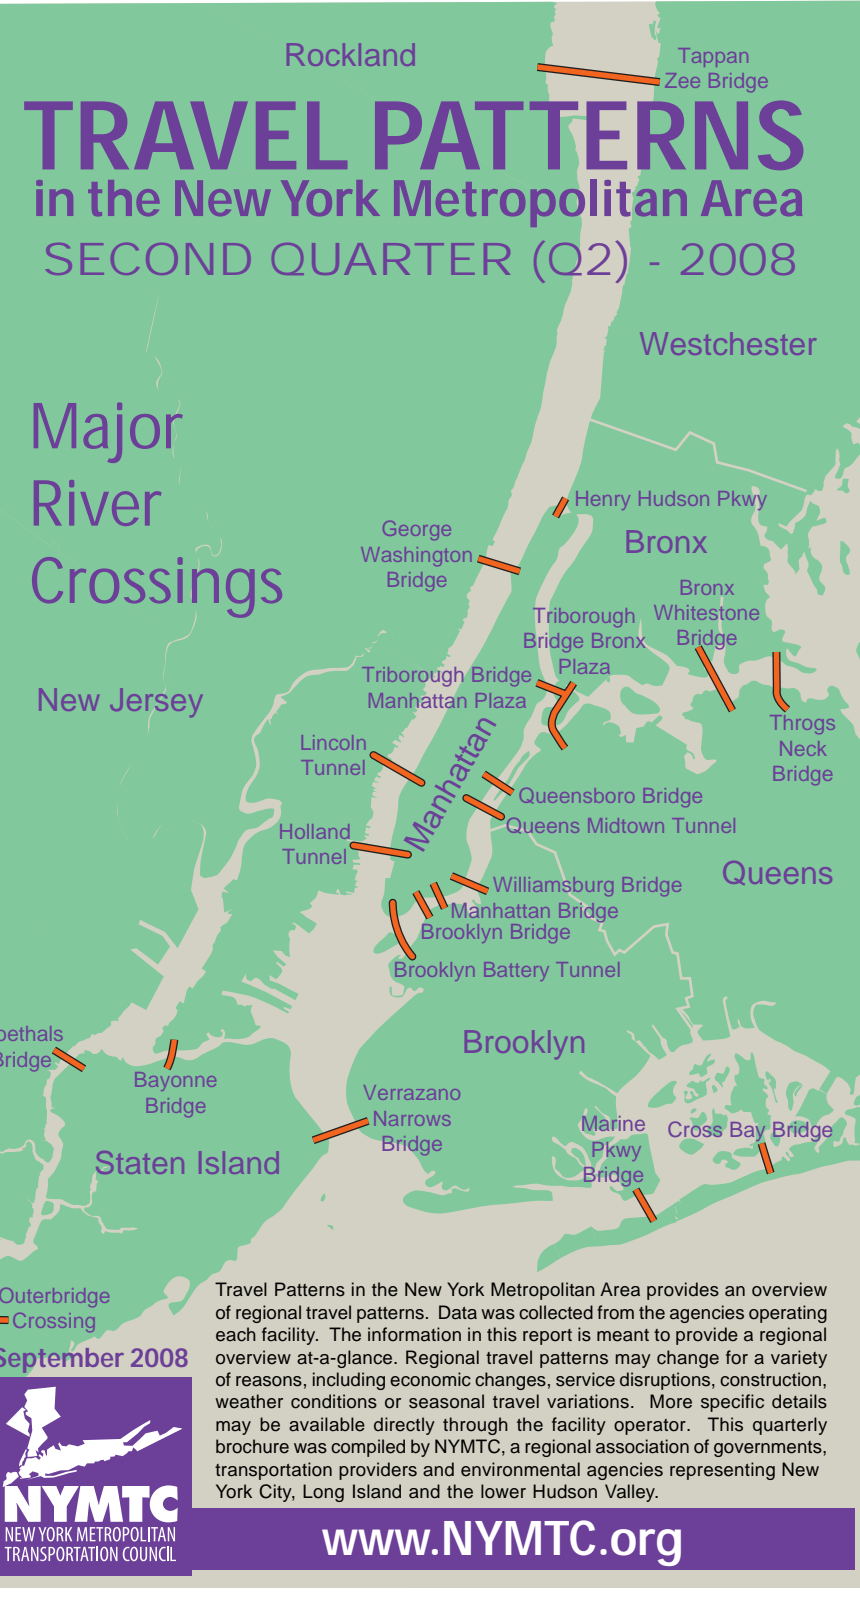 Rockland
Tappan
Zee Bridge
TRAVEL PATTERNS
in the New York Metropolitan Area
SECOND QUARTER (Q2) - 2008
Westchester
Major
River
Crossings
Henry Hudson Pkwy
George
Washington
Bridge
Bronx
Bronx
Whitestone
Bridge
Triborough
Bridge Bronx
Plaza
Triborough Bridge
Manhattan Plaza
New Jersey
Throgs
Neck
Bridge
Lincoln
Tunnel
Manhattan
Queensboro Bridge
Queens Midtown Tunnel
Holland
Tunnel
Queens
Williamsburg Bridge
Manhattan Bridge
Brooklyn Bridge
Brooklyn Battery Tunnel
oethals
Bridge
Brooklyn
Bayonne
Bridge
Verrazano
Narrows
Bridge
Marine
Pkwy
Bridge
Cross Bay Bridge
Staten Island
Outerbridge
Crossing
September 2008
Travel Patterns in the New York Metropolitan Area provides an overview
of regional travel patterns. Data was collected from the agencies operating
each facility. The information in this report is meant to provide a regional
overview at-a-glance. Regional travel patterns may change for a variety
of reasons, including economic changes, service disruptions, construction,
weather conditions or seasonal travel variations. More specific details
may be available directly through the facility operator. This quarterly
brochure was compiled by NYMTC, a regional association of governments,
transportation providers and environmental agencies representing New
York City, Long Island and the lower Hudson Valley.
NYMTC
NEW YORK METROPOLITAN
TRANSPORTATION COUNCIL
www.NYMTC.org